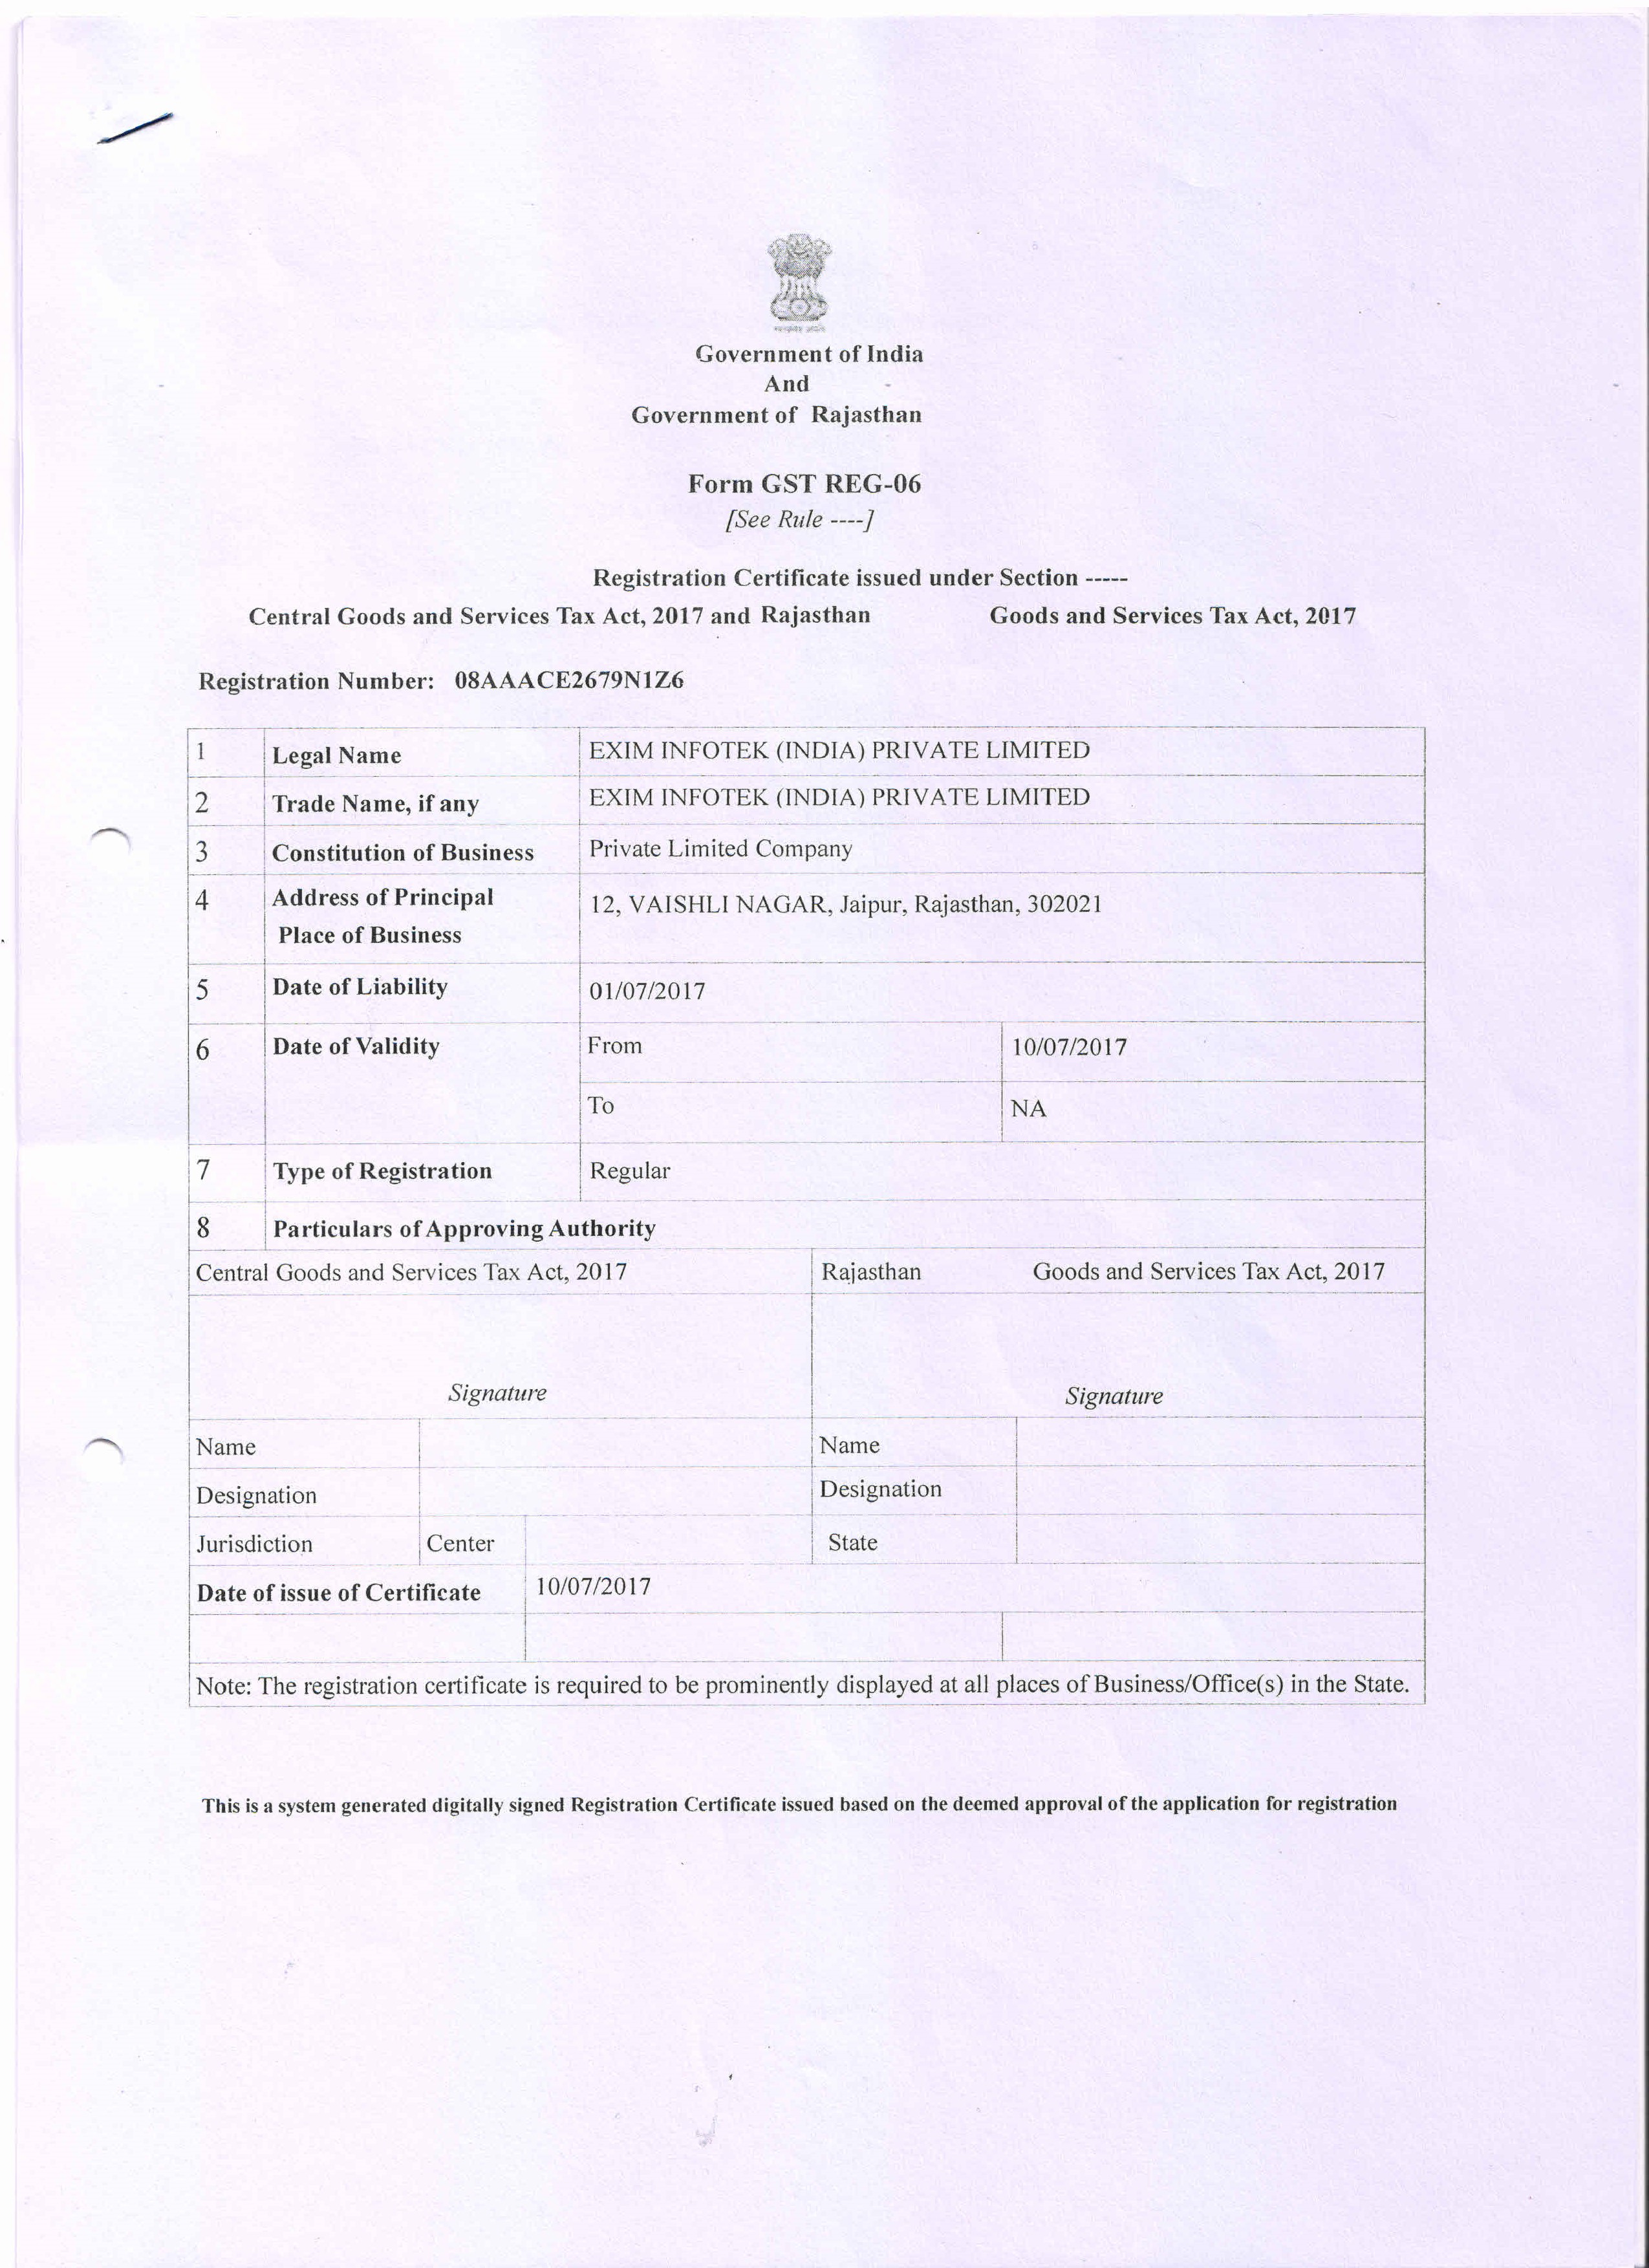 Government of India
And
Government of Rajasthan
Form GST REG-06
[See Rule ----]
Registration Certificate issued under Section -----
Central Goods and Services Tax Act, 2017 and Rajasthan Goods and Services Tax Act, 2017
Registration Number: 08AAACE2679N1Z6
1 Legal Name EXIM INFOTEK (INDIA) PRIVATE LIMITED
2 Trade Name, if any EXIM INFOTEK (INDIA) PRIVATE LIMITED
3 Constitution of Business Private Limited Company
4 Address of Principal 12, VAISHLI NAGAR, Jaipur, Rajasthan, 302021
Place of Business
5 Date of Liability 01/07/2017
6 Date of Validity From 10/07/2017
To NA
7 Type of Registration Regular
8 Particulars of Approving Authority
Central Goods and Services Tax Act, 2017 Rajasthan Goods and Services Tax Act, 2017
Signature Signature
Name Name
Designation Designation
Jurisdiction Center State
Date of issue of Certificate 10/07/2017
Note: The registration certificate is required to be prominently displayed at all places of Business/Office(s) in the State.
This is a system generated digitally signed Registration Certificate issued based on the deemed approval of the application for registration